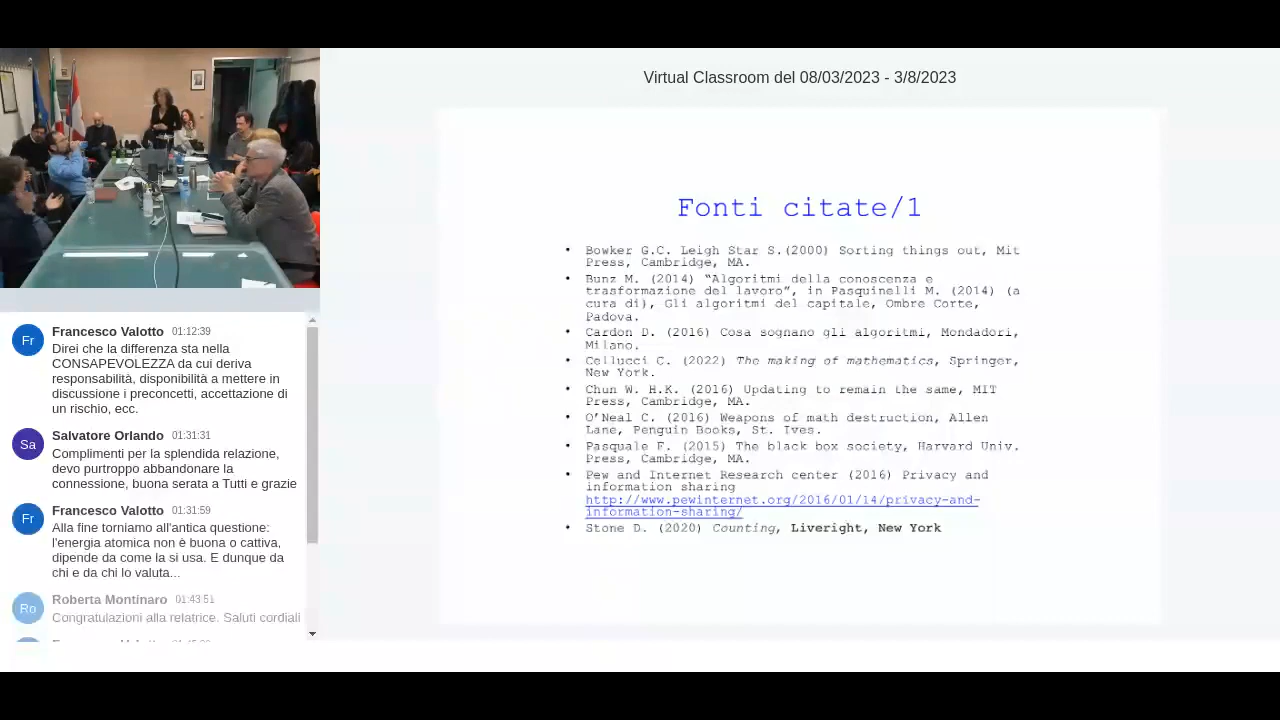 Virtual Classroom del 08/03/2023 - 3/8/2023
Fonti citate/1
• Bowker G.C. Leigh Star S.(2000) Sorting things out, Mit
Press, Cambridge, MA.
• Bunz M. (2014) “Algoritmi della conoscenza e
trasformazione del lavoro”, in Pasquinelli M. (2014) (a
cura di), Gli algoritmi del capitale, Ombre Corte,
Padova.
• Cardon D. (2016) Cosa sognano gli algoritmi, Mondadori,
Milano.
• Cellucci C. (2022) The making of mathematics, Springer,
New York.
• Chun W. H.K. (2016) Updating to remain the same, MIT
Press, Cambridge, MA.
• O’Neal C. (2016) Weapons of math destruction, Allen
Lane, Penguin Books, St. Ives.
• Pasquale F. (2015) The black box society, Harvard Univ.
Press, Cambridge, MA.
• Pew and Internet Research center (2016) Privacy and
information sharing
http://www.pewinternet.org/2016/01/14/privacy-and-
information-sharing/
• Stone D. (2020) Counting, Liveright, New York
Fr
Francesco Valotto 01:12:39
Direi che la differenza sta nella
CONSAPEVOLEZZA da cui deriva
responsabilità, disponibilità a mettere in
discussione i preconcetti, accettazione di
un rischio, ecc.
Sa
Salvatore Orlando 01:31:31
Complimenti per la splendida relazione,
devo purtroppo abbandonare la
connessione, buona serata a Tutti e grazie
Fr
Francesco Valotto 01:31:59
Alla fine torniamo all'antica questione:
l'energia atomica non è buona o cattiva,
dipende da come la si usa. E dunque da
chi e da chi lo valuta...
Ro
Roberta Montinaro 01:43:51
Congratulazioni alla relatrice. Saluti cordiali